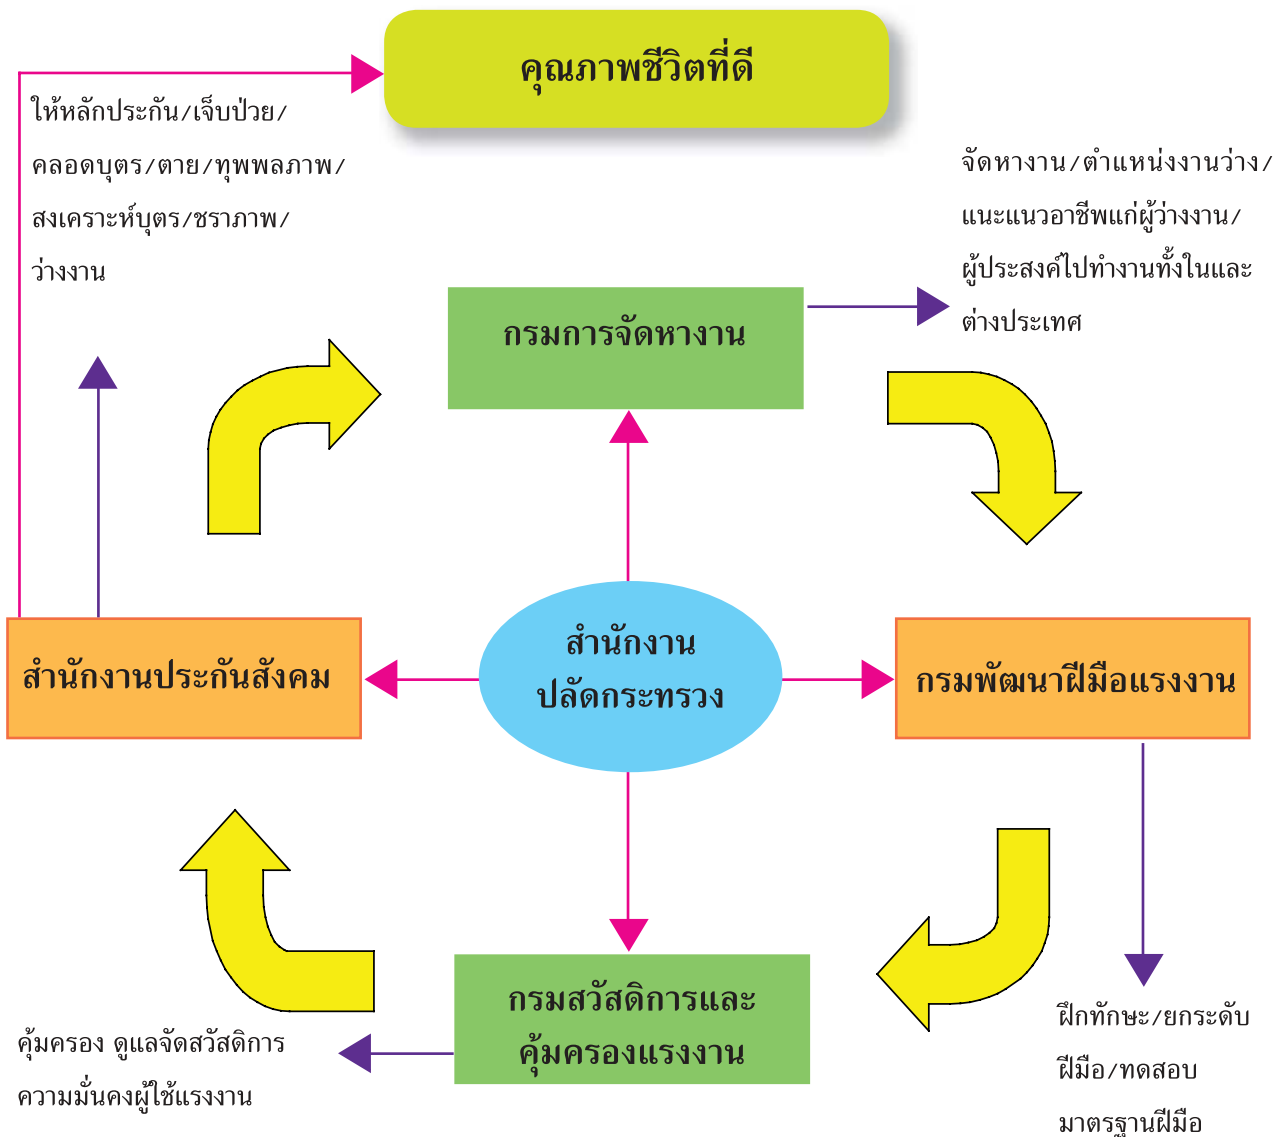 คุณภาพชีวิตที่ดี
ให้หลักประกัน/เจ็บป่วย/
คลอดบุตร/ตาย/ทุพพลภาพ/
สงเคราะห์บุตร/ชราภาพ/
ว่างงาน
จัดหางาน/ตำแหน่งงานว่าง/
แนะแนวอาชีพแก่ผู้ว่างงาน/
ผู้ประสงค์ไปทำงานทั้งในและ
ต่างประเทศ
กรมการจัดหางาน
สำนักงานประกันสังคม
สำนักงาน
ปลัดกระทรวง
กรมพัฒนาฝีมือแรงงาน
กรมสวัสดิการและ
คุ้มครองแรงงาน
คุ้มครอง ดูแลจัดสวัสดิการ
ความมั่นคงผู้ใช้แรงงาน
ฝึกทักษะ/ยกระดับ
ฝีมือ/ทดสอบ
มาตรฐานฝีมือ